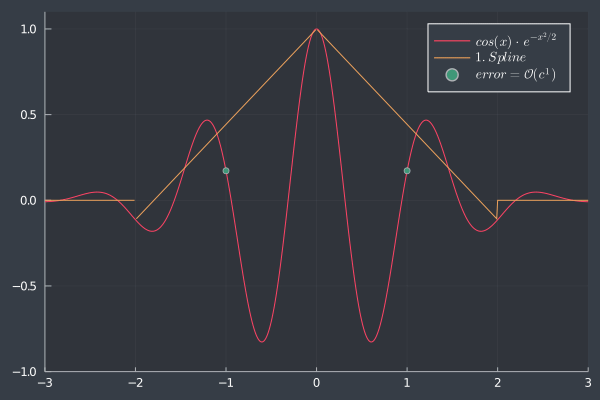 1.0
0.5
0.0
−0.5
−1.0
−3 −2 −1 0 1 2 3
cos(x) · e^{−x²/2}
1. Spline
error = 𝒪(c¹)